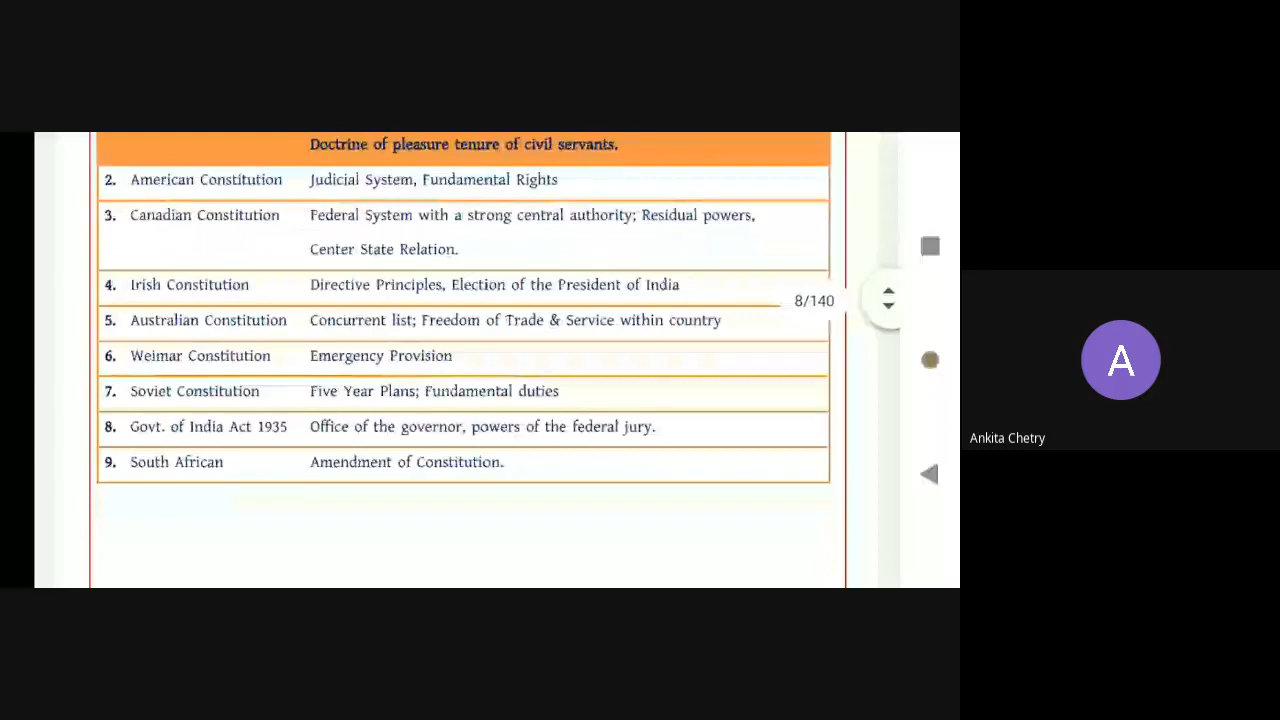 Doctrine of pleasure tenure of civil servants.
2. American Constitution Judicial System, Fundamental Rights
3. Canadian Constitution Federal System with a strong central authority; Residual powers,
Center State Relation.
4. Irish Constitution Directive Principles, Election of the President of India
8/140
5. Australian Constitution Concurrent list; Freedom of Trade & Service within country
6. Weimar Constitution Emergency Provision
7. Soviet Constitution Five Year Plans; Fundamental duties
8. Govt. of India Act 1935 Office of the governor, powers of the federal jury.
9. South African Amendment of Constitution.
A
Ankita Chetry